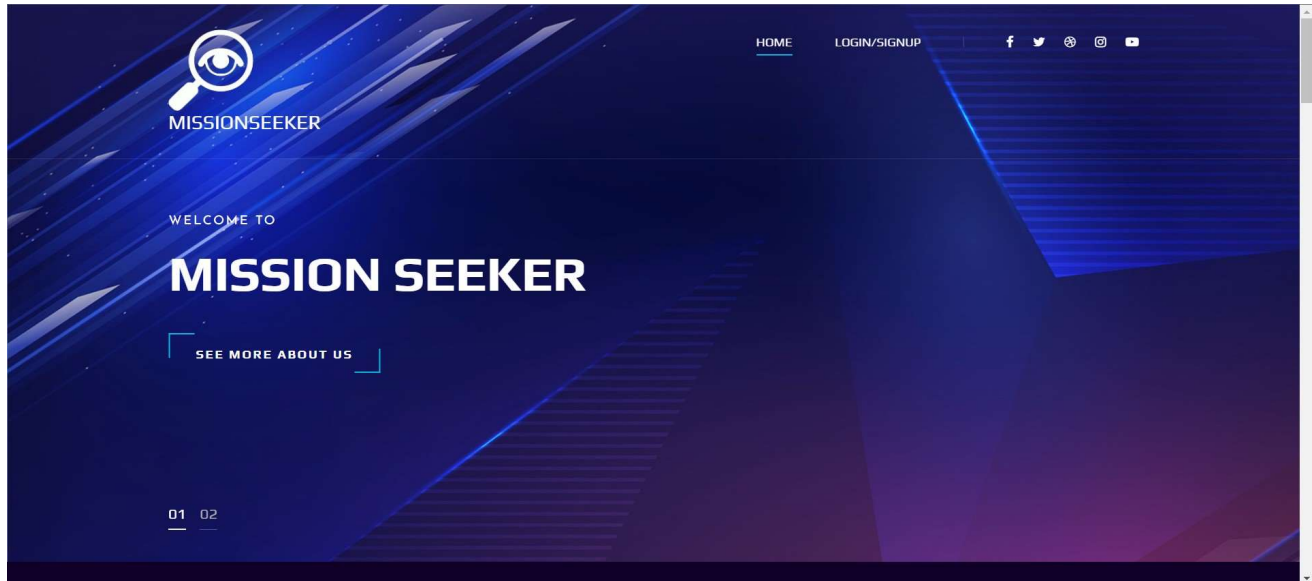 HOME LOGIN/SIGNUP
MISSIONSEEKER
WELCOME TO
MISSION SEEKER
SEE MORE ABOUT US
01 02